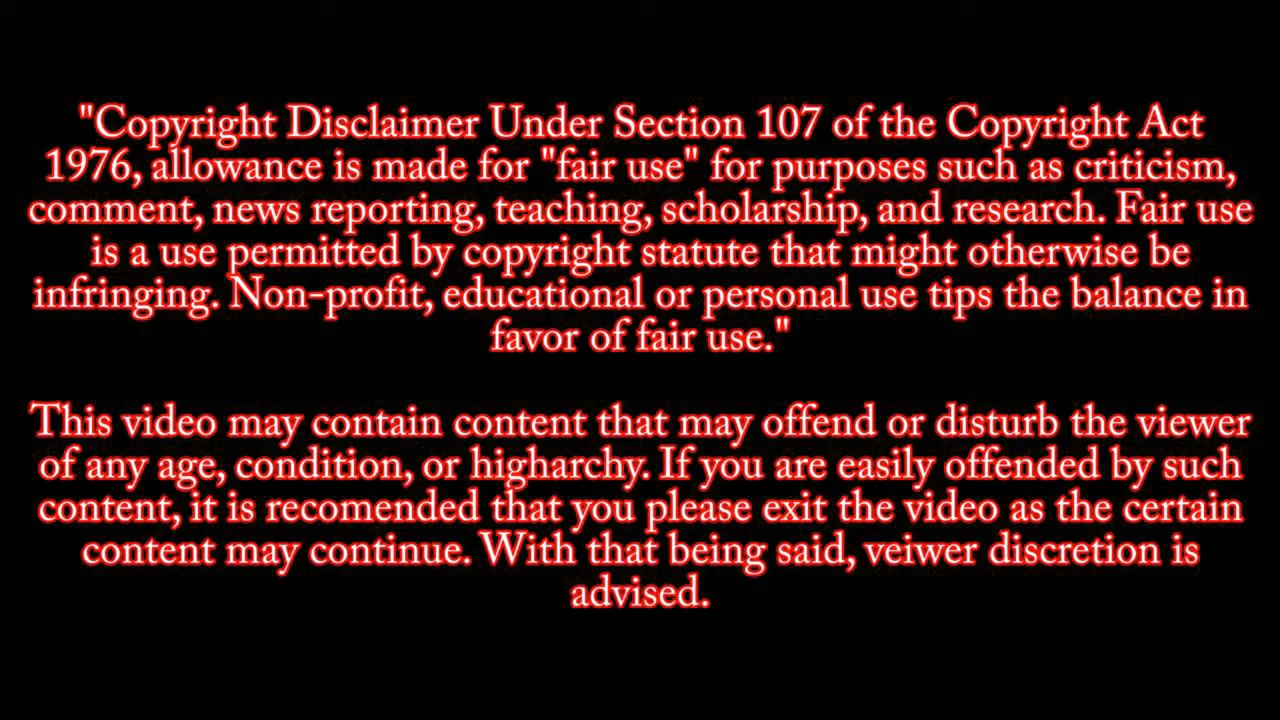 "Copyright Disclaimer Under Section 107 of the Copyright Act
1976, allowance is made for "fair use" for purposes such as criticism,
comment, news reporting, teaching, scholarship, and research. Fair use
is a use permitted by copyright statute that might otherwise be
infringing. Non-profit, educational or personal use tips the balance in
favor of fair use."
This video may contain content that may offend or disturb the viewer
of any age, condition, or higharchy. If you are easily offended by such
content, it is recomended that you please exit the video as the certain
content may continue. With that being said, veiwer discretion is
advised.